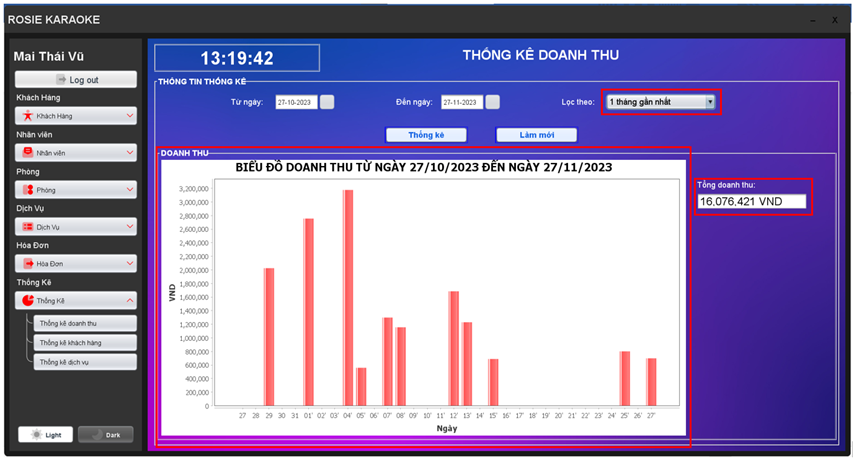 ROSIE KARAOKE
– X
Mai Thái Vũ
Log out
Khách Hàng
Khách Hàng
Nhân viên
Nhân viên
Phòng
Phòng
Dịch Vụ
Dịch Vụ
Hóa Đơn
Hóa Đơn
Thống Kê
Thống Kê
Thống kê doanh thu
Thống kê khách hàng
Thống kê dịch vụ
Light
Dark
13:19:42
THỐNG KÊ DOANH THU
THÔNG TIN THỐNG KÊ
Từ ngày: 27-10-2023 Đến ngày: 27-11-2023 Lọc theo: 1 tháng gần nhất
Thống kê Làm mới
DOANH THU
BIỂU ĐỒ DOANH THU TỪ NGÀY 27/10/2023 ĐẾN NGÀY 27/11/2023
VND
3,200,000
3,000,000
2,800,000
2,600,000
2,400,000
2,200,000
2,000,000
1,800,000
1,600,000
1,400,000
1,200,000
1,000,000
800,000
600,000
400,000
200,000
0
27 28 29 30 31 01' 02' 03' 04' 05' 06' 07' 08' 09' 10' 11' 12' 13' 14' 15' 16' 17' 18' 19' 20' 21' 22' 23' 24' 25' 26' 27'
Ngày
Tổng doanh thu:
16,076,421 VND